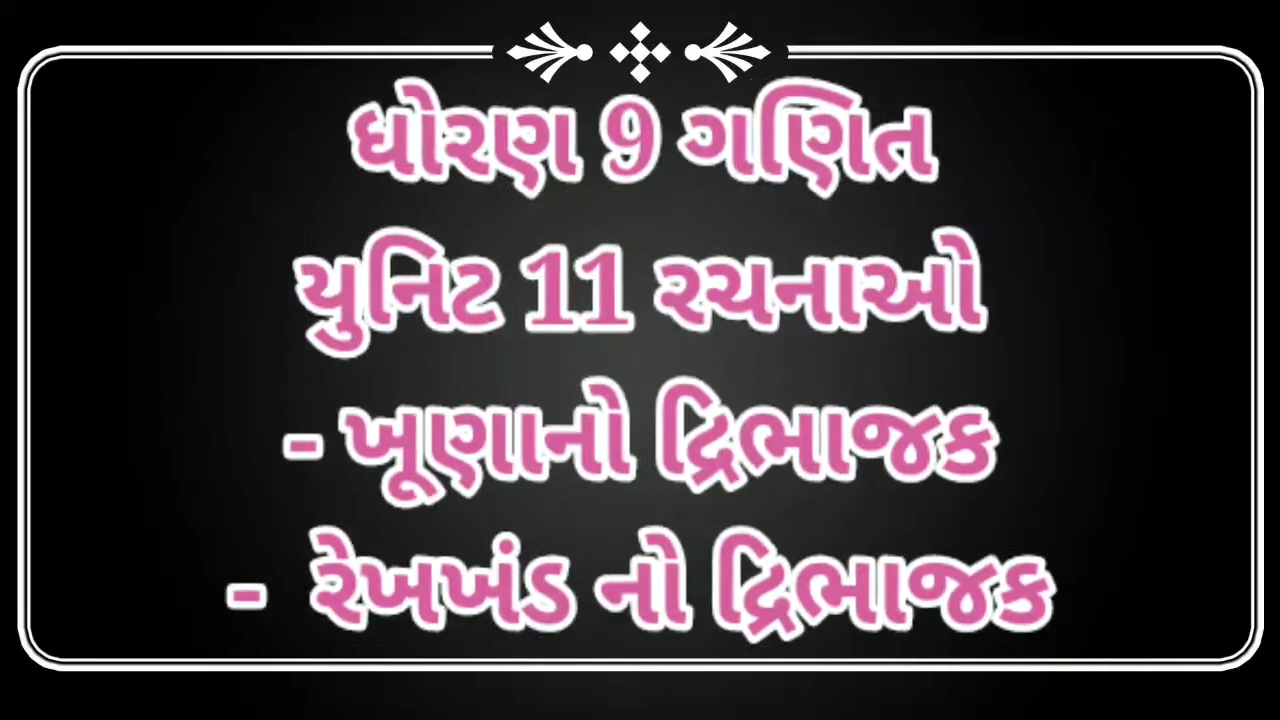 ધોરણ 9 ગણિત
યુનિટ 11 રચનાઓ
- ખૂણાનો દ્રિભાજક
- રેખખંડ નો દ્રિભાજક